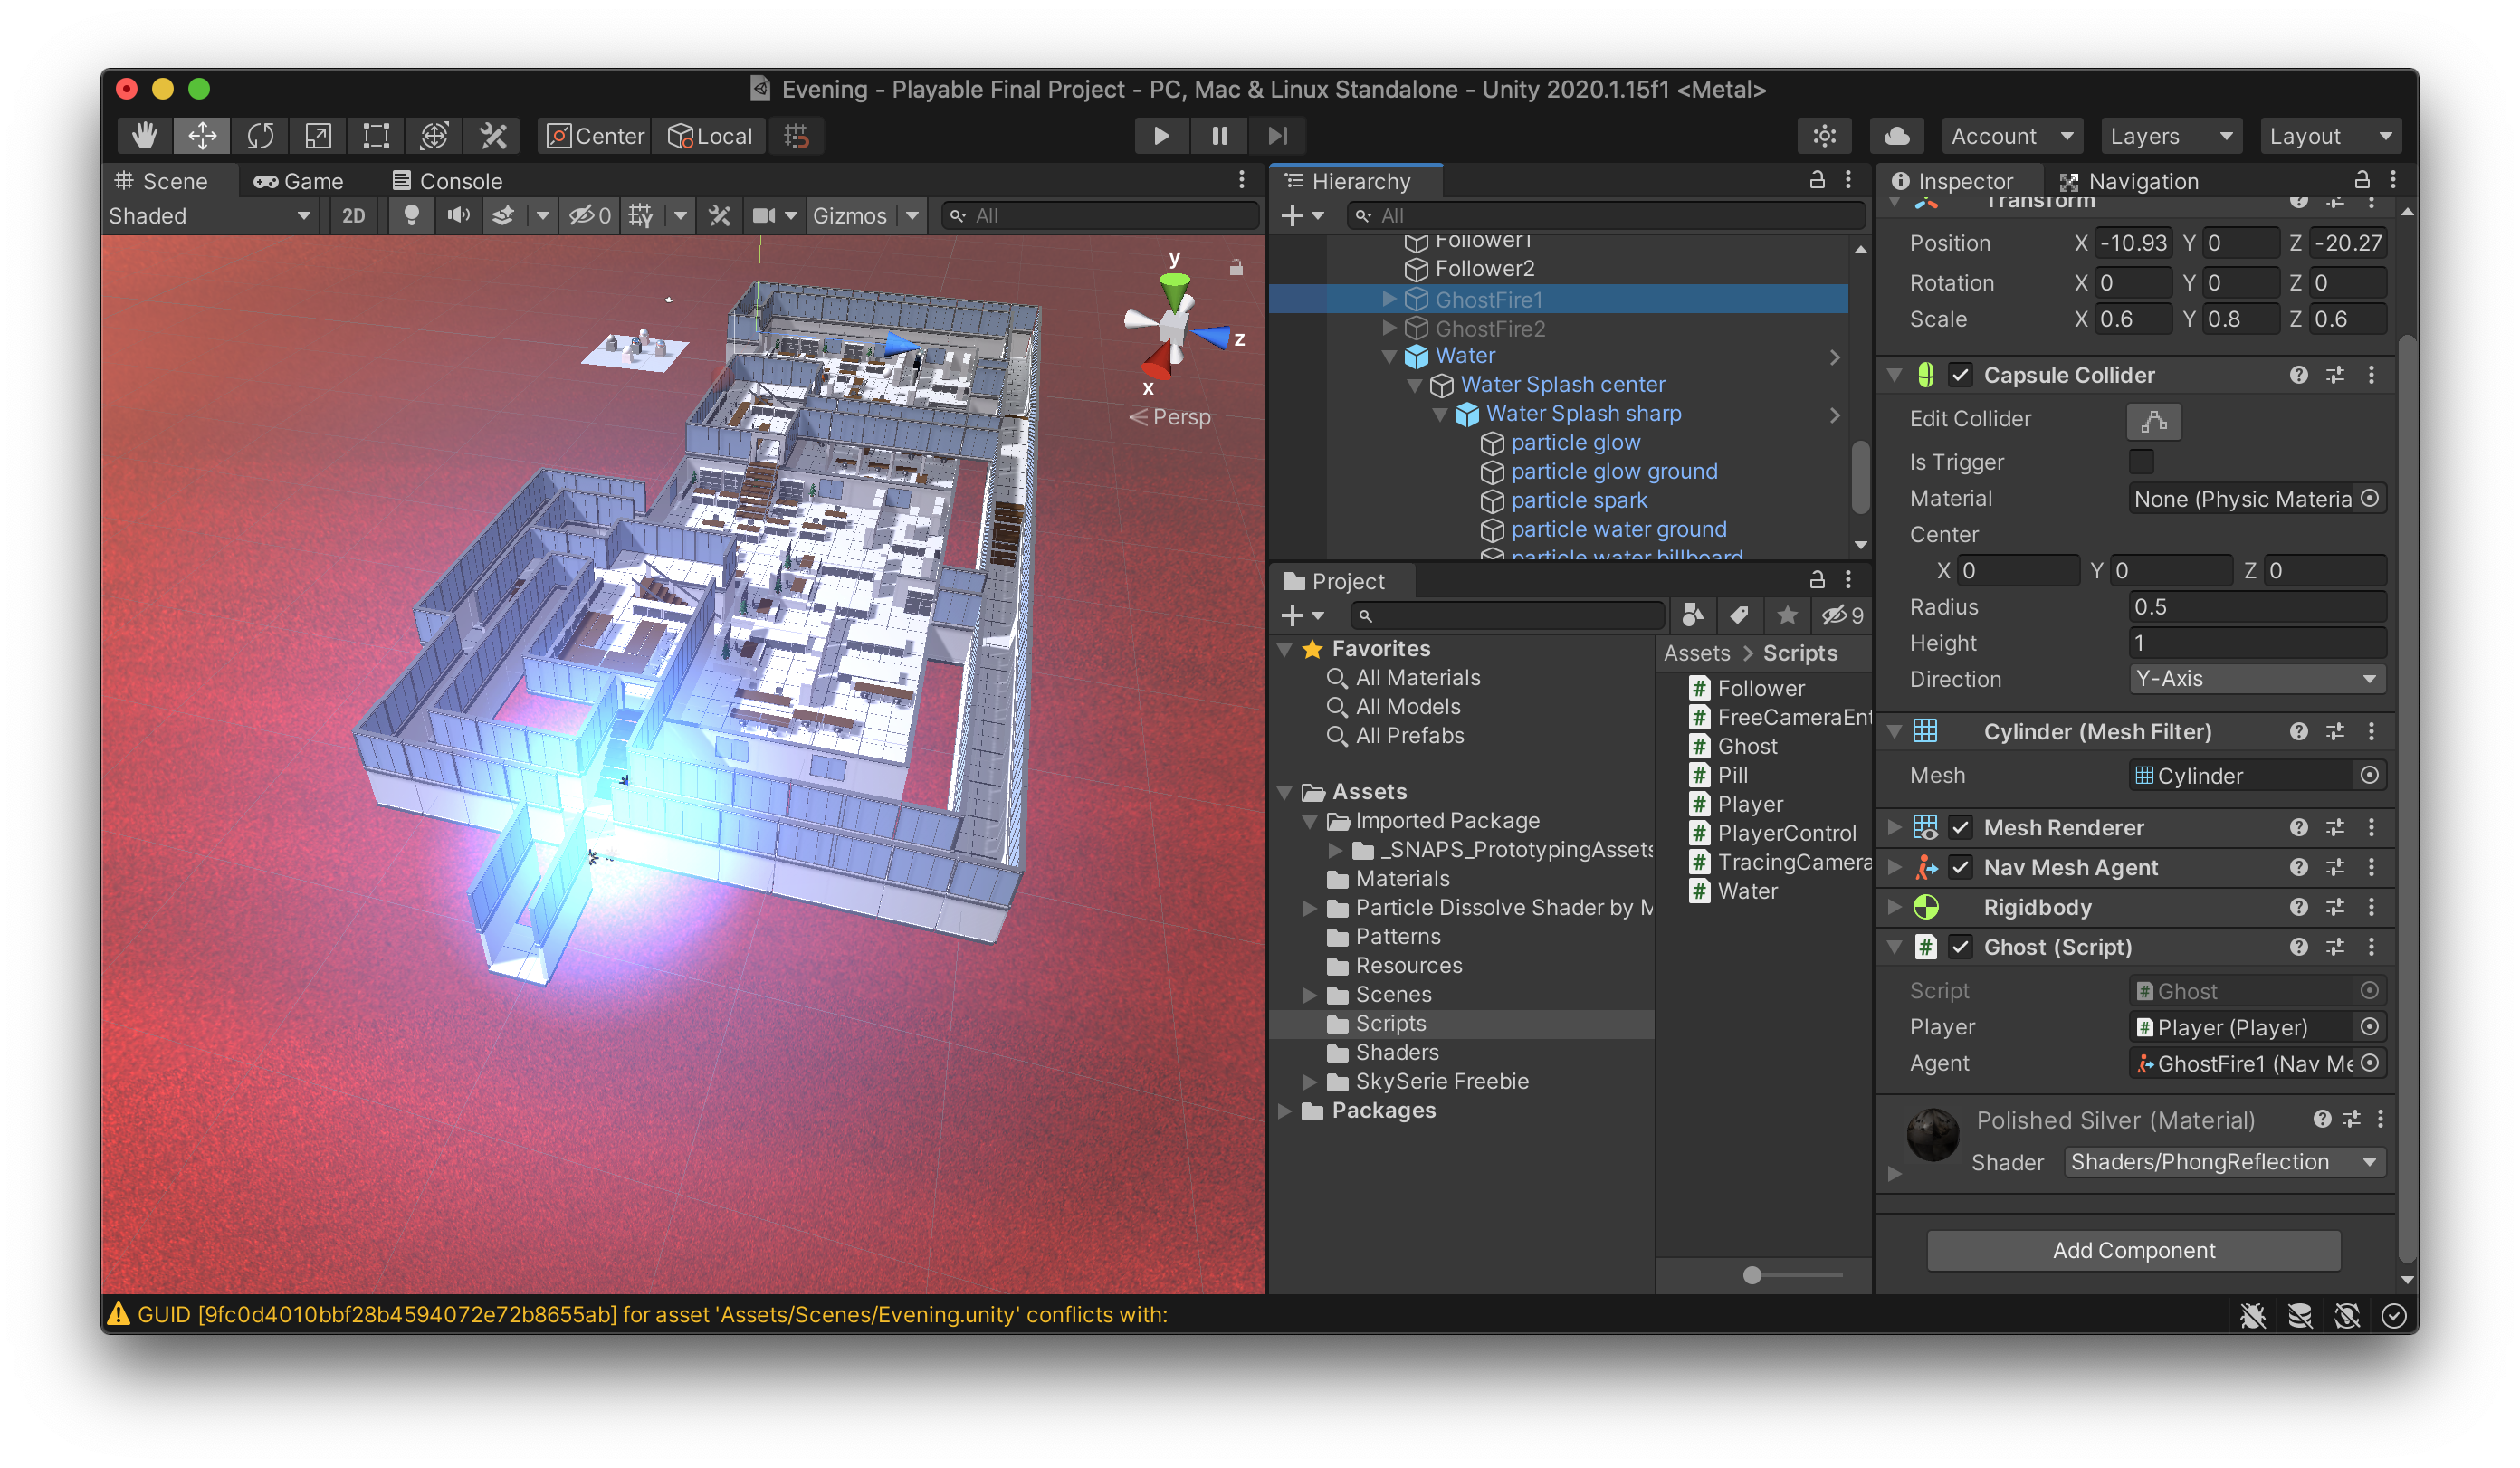 Evening - Playable Final Project - PC, Mac & Linux Standalone - Unity 2020.1.15f1 <Metal>
Center Local Account Layers Layout
Scene Game Console
Shaded 2D 0 Gizmos All
y
z
x
Persp
Hierarchy
All
Follower1
Follower2
GhostFire1
GhostFire2
Water
Water Splash center
Water Splash sharp
particle glow
particle glow ground
particle spark
particle water ground
particle water billboard
Project
9
Favorites
All Materials
All Models
All Prefabs
Assets
Imported Package
_SNAPS_PrototypingAssets
Materials
Particle Dissolve Shader by M
Patterns
Resources
Scenes
Scripts
Shaders
SkySerie Freebie
Packages
Assets > Scripts
Follower
FreeCameraEnt
Ghost
Pill
Player
PlayerControl
TracingCamera
Water
Inspector Navigation
Transform
Position X -10.93 Y 0 Z -20.27
Rotation X 0 Y 0 Z 0
Scale X 0.6 Y 0.8 Z 0.6
Capsule Collider
Edit Collider
Is Trigger
Material None (Physic Materia
Center
X 0 Y 0 Z 0
Radius 0.5
Height 1
Direction Y-Axis
Cylinder (Mesh Filter)
Mesh Cylinder
Mesh Renderer
Nav Mesh Agent
Rigidbody
# Ghost (Script)
Script Ghost
Player Player (Player)
Agent GhostFire1 (Nav Me
Polished Silver (Material)
Shader Shaders/PhongReflection
Add Component
GUID [9fc0d4010bbf28b4594072e72b8655ab] for asset 'Assets/Scenes/Evening.unity' conflicts with: